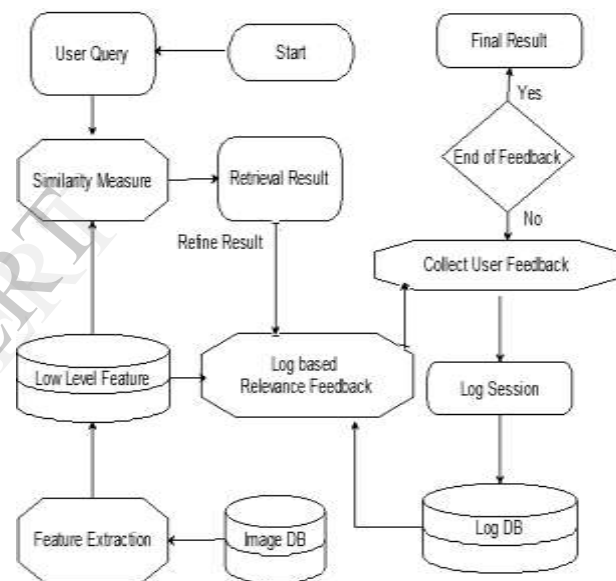 Start
User Query
Final Result
Yes
End of Feedback
No
Similarity Measure
Retrieval Result
Refine Result
Collect User Feedback
Low Level Feature
Log based
Relevance Feedback
Log Session
Feature Extraction
Image DB
Log DB